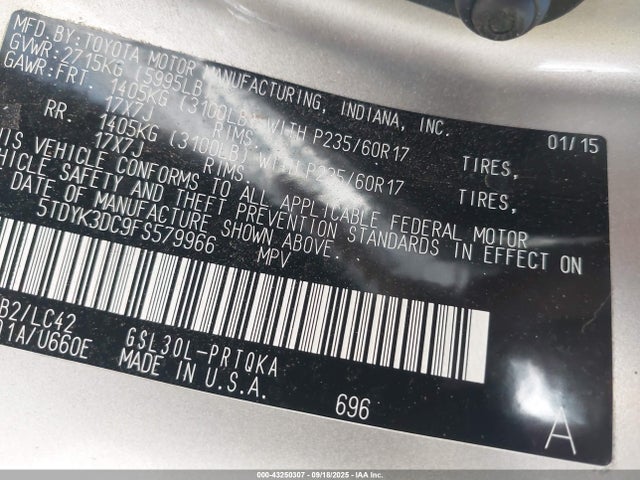 MFD. BY: TOYOTA MOTOR MANUFACTURING, INDIANA, INC. 01/15
GVWR: 2715KG (5995LB)
GAWR: FRT. 1405KG (3100LB) WITH P235/60R17 TIRES,
17X7J RIMS,
RR. 1405KG (3100LB) WITH P235/60R17 TIRES,
17X7J RIMS,
THIS VEHICLE CONFORMS TO ALL APPLICABLE FEDERAL MOTOR
VEHICLE SAFETY AND THEFT PREVENTION STANDARDS IN EFFECT ON
DATE OF MANUFACTURE SHOWN ABOVE.
5TDYK3DC9FS579966 MPV
B2/LC42 GSL30L-PRTQKA
01A/U660E MADE IN U.S.A.
696 A
000-43250307 - 09/18/2025 - Copyright © IAA Inc.